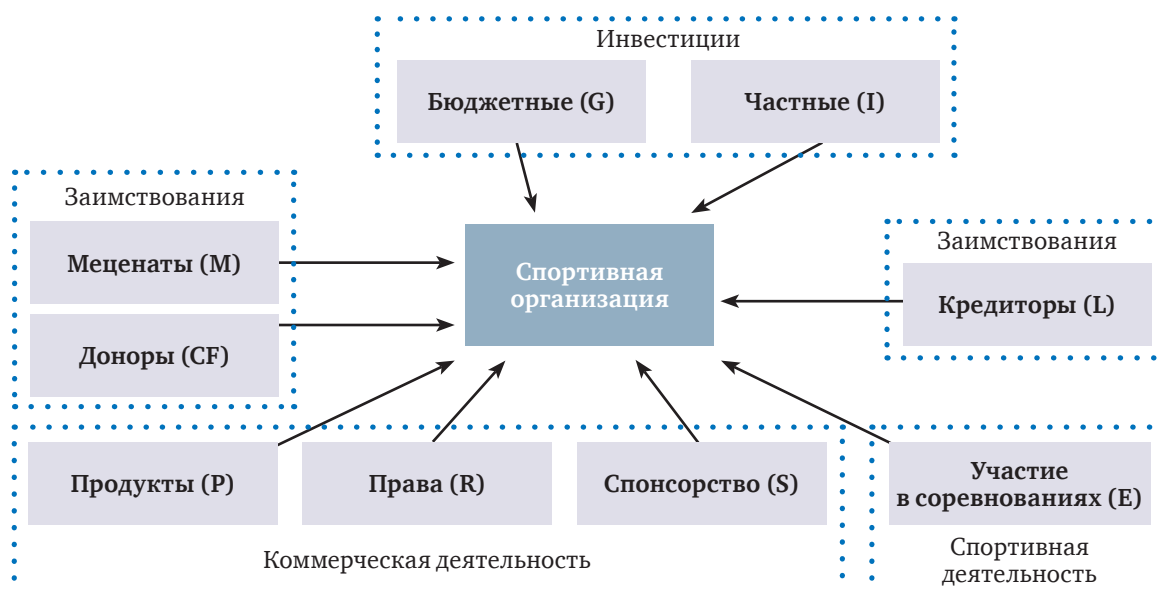 Инвестиции
Бюджетные (G)
Частные (I)
Заимствования
Меценаты (M)
Доноры (CF)
Спортивная
организация
Заимствования
Кредиторы (L)
Продукты (P)
Права (R)
Спонсорство (S)
Коммерческая деятельность
Участие
в соревнованиях (E)
Спортивная
деятельность